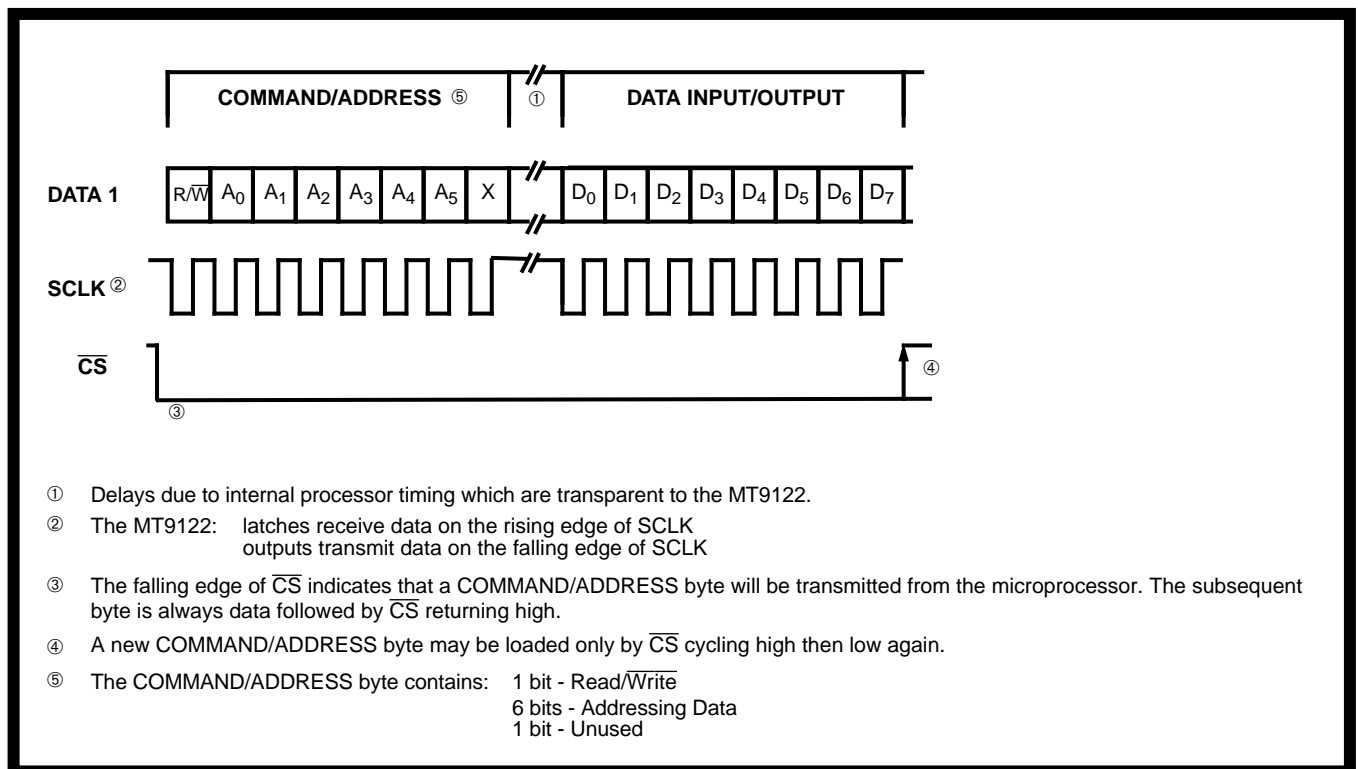 COMMAND/ADDRESS ⑤ ① DATA INPUT/OUTPUT
DATA 1 R/W̅ A₀ A₁ A₂ A₃ A₄ A₅ X D₀ D₁ D₂ D₃ D₄ D₅ D₆ D₇
SCLK ②
C̅S̅
④
③
① Delays due to internal processor timing which are transparent to the MT9122.
② The MT9122: latches receive data on the rising edge of SCLK
outputs transmit data on the falling edge of SCLK
③ The falling edge of C̅S̅ indicates that a COMMAND/ADDRESS byte will be transmitted from the microprocessor. The subsequent
byte is always data followed by C̅S̅ returning high.
④ A new COMMAND/ADDRESS byte may be loaded only by C̅S̅ cycling high then low again.
⑤ The COMMAND/ADDRESS byte contains: 1 bit - Read/W̅r̅i̅t̅e̅
6 bits - Addressing Data
1 bit - Unused